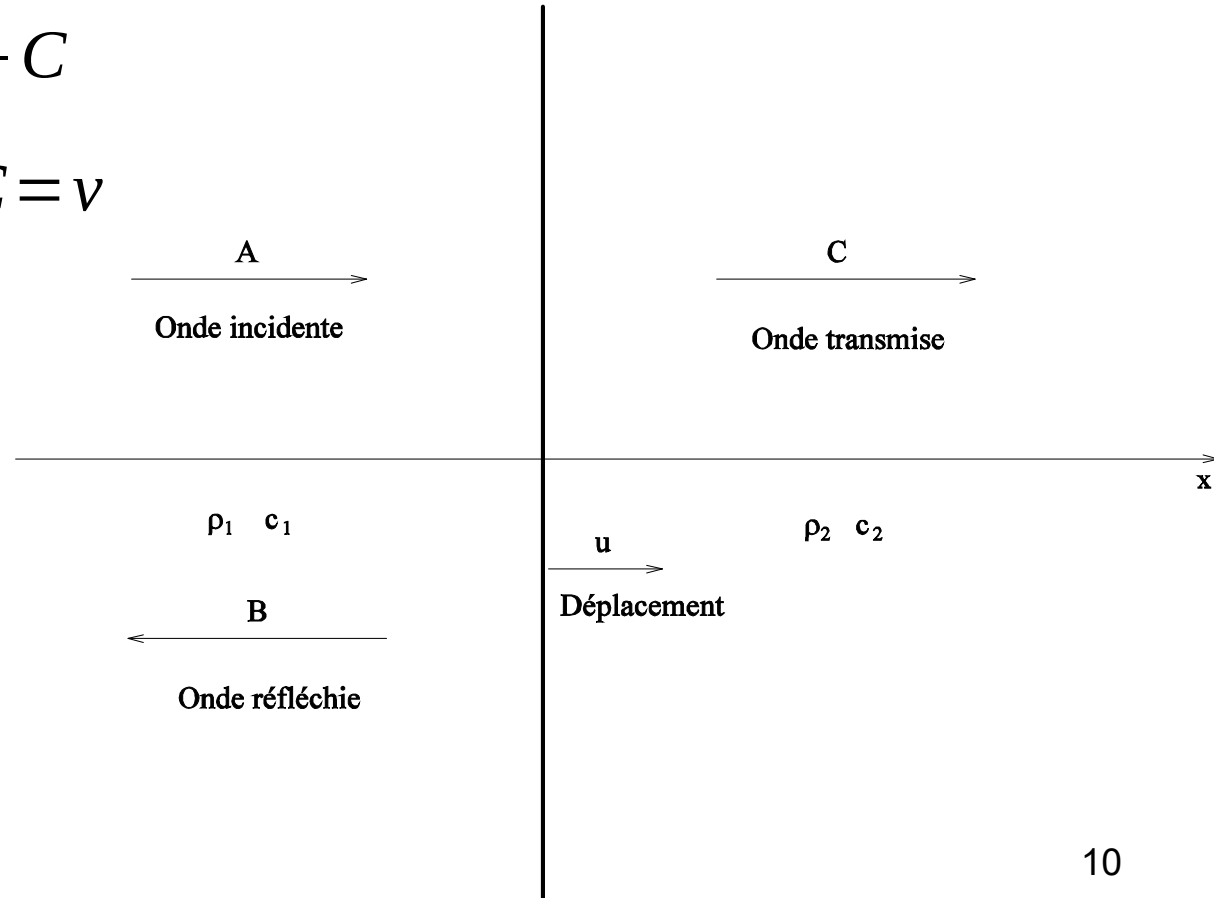 - C
= v
A
C
Onde incidente
Onde transmise
x
ρ₁ c₁
ρ₂ c₂
u
Déplacement
B
Onde réfléchie
10